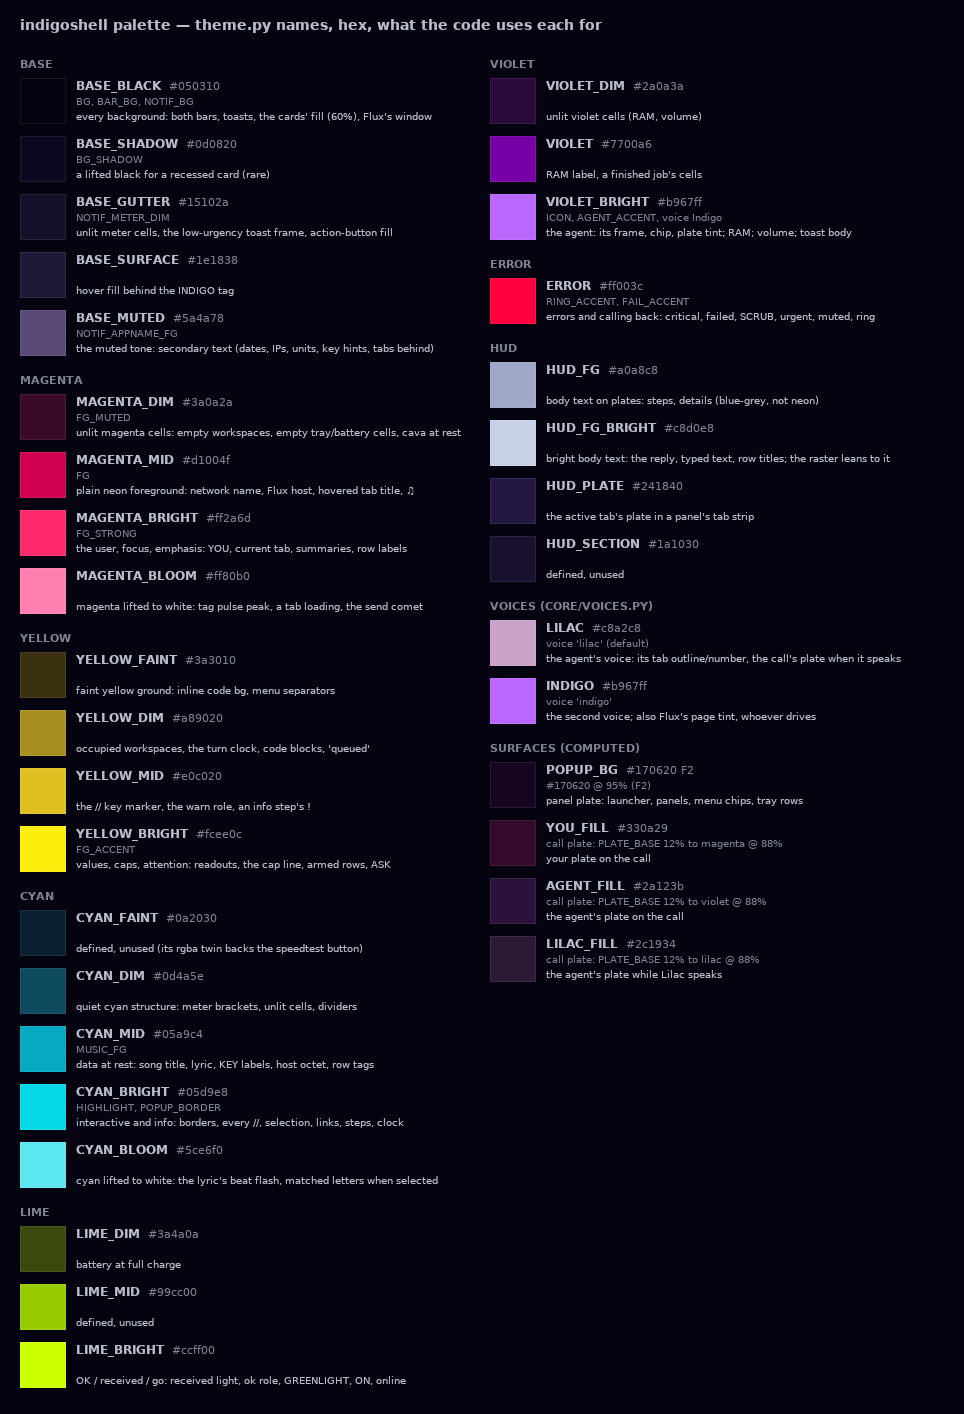 indigoshell palette — theme.py names, hex, what the code uses each for
BASE
BASE_BLACK #050310
BG, BAR_BG, NOTIF_BG
every background: both bars, toasts, the cards' fill (60%), Flux's window
BASE_SHADOW #0d0820
BG_SHADOW
a lifted black for a recessed card (rare)
BASE_GUTTER #15102a
NOTIF_METER_DIM
unlit meter cells, the low-urgency toast frame, action-button fill
BASE_SURFACE #1e1838
hover fill behind the INDIGO tag
BASE_MUTED #5a4a78
NOTIF_APPNAME_FG
the muted tone: secondary text (dates, IPs, units, key hints, tabs behind)
MAGENTA
MAGENTA_DIM #3a0a2a
FG_MUTED
unlit magenta cells: empty workspaces, empty tray/battery cells, cava at rest
MAGENTA_MID #d1004f
FG
plain neon foreground: network name, Flux host, hovered tab title, ♫
MAGENTA_BRIGHT #ff2a6d
FG_STRONG
the user, focus, emphasis: YOU, current tab, summaries, row labels
MAGENTA_BLOOM #ff80b0
magenta lifted to white: tag pulse peak, a tab loading, the send comet
YELLOW
YELLOW_FAINT #3a3010
faint yellow ground: inline code bg, menu separators
YELLOW_DIM #a89020
occupied workspaces, the turn clock, code blocks, 'queued'
YELLOW_MID #e0c020
the // key marker, the warn role, an info step's !
YELLOW_BRIGHT #fcee0c
FG_ACCENT
values, caps, attention: readouts, the cap line, armed rows, ASK
CYAN
CYAN_FAINT #0a2030
defined, unused (its rgba twin backs the speedtest button)
CYAN_DIM #0d4a5e
quiet cyan structure: meter brackets, unlit cells, dividers
CYAN_MID #05a9c4
MUSIC_FG
data at rest: song title, lyric, KEY labels, host octet, row tags
CYAN_BRIGHT #05d9e8
HIGHLIGHT, POPUP_BORDER
interactive and info: borders, every //, selection, links, steps, clock
CYAN_BLOOM #5ce6f0
cyan lifted to white: the lyric's beat flash, matched letters when selected
LIME
LIME_DIM #3a4a0a
battery at full charge
LIME_MID #99cc00
defined, unused
LIME_BRIGHT #ccff00
OK / received / go: received light, ok role, GREENLIGHT, ON, online
VIOLET
VIOLET_DIM #2a0a3a
unlit violet cells (RAM, volume)
VIOLET #7700a6
RAM label, a finished job's cells
VIOLET_BRIGHT #b967ff
ICON, AGENT_ACCENT, voice Indigo
the agent: its frame, chip, plate tint; RAM; volume; toast body
ERROR
ERROR #ff003c
RING_ACCENT, FAIL_ACCENT
errors and calling back: critical, failed, SCRUB, urgent, muted, ring
HUD
HUD_FG #a0a8c8
body text on plates: steps, details (blue-grey, not neon)
HUD_FG_BRIGHT #c8d0e8
bright body text: the reply, typed text, row titles; the raster leans to it
HUD_PLATE #241840
the active tab's plate in a panel's tab strip
HUD_SECTION #1a1030
defined, unused
VOICES (CORE/VOICES.PY)
LILAC #c8a2c8
voice 'lilac' (default)
the agent's voice: its tab outline/number, the call's plate when it speaks
INDIGO #b967ff
voice 'indigo'
the second voice; also Flux's page tint, whoever drives
SURFACES (COMPUTED)
POPUP_BG #170620 F2
#170620 @ 95% (F2)
panel plate: launcher, panels, menu chips, tray rows
YOU_FILL #330a29
call plate: PLATE_BASE 12% to magenta @ 88%
your plate on the call
AGENT_FILL #2a123b
call plate: PLATE_BASE 12% to violet @ 88%
the agent's plate on the call
LILAC_FILL #2c1934
call plate: PLATE_BASE 12% to lilac @ 88%
the agent's plate while Lilac speaks